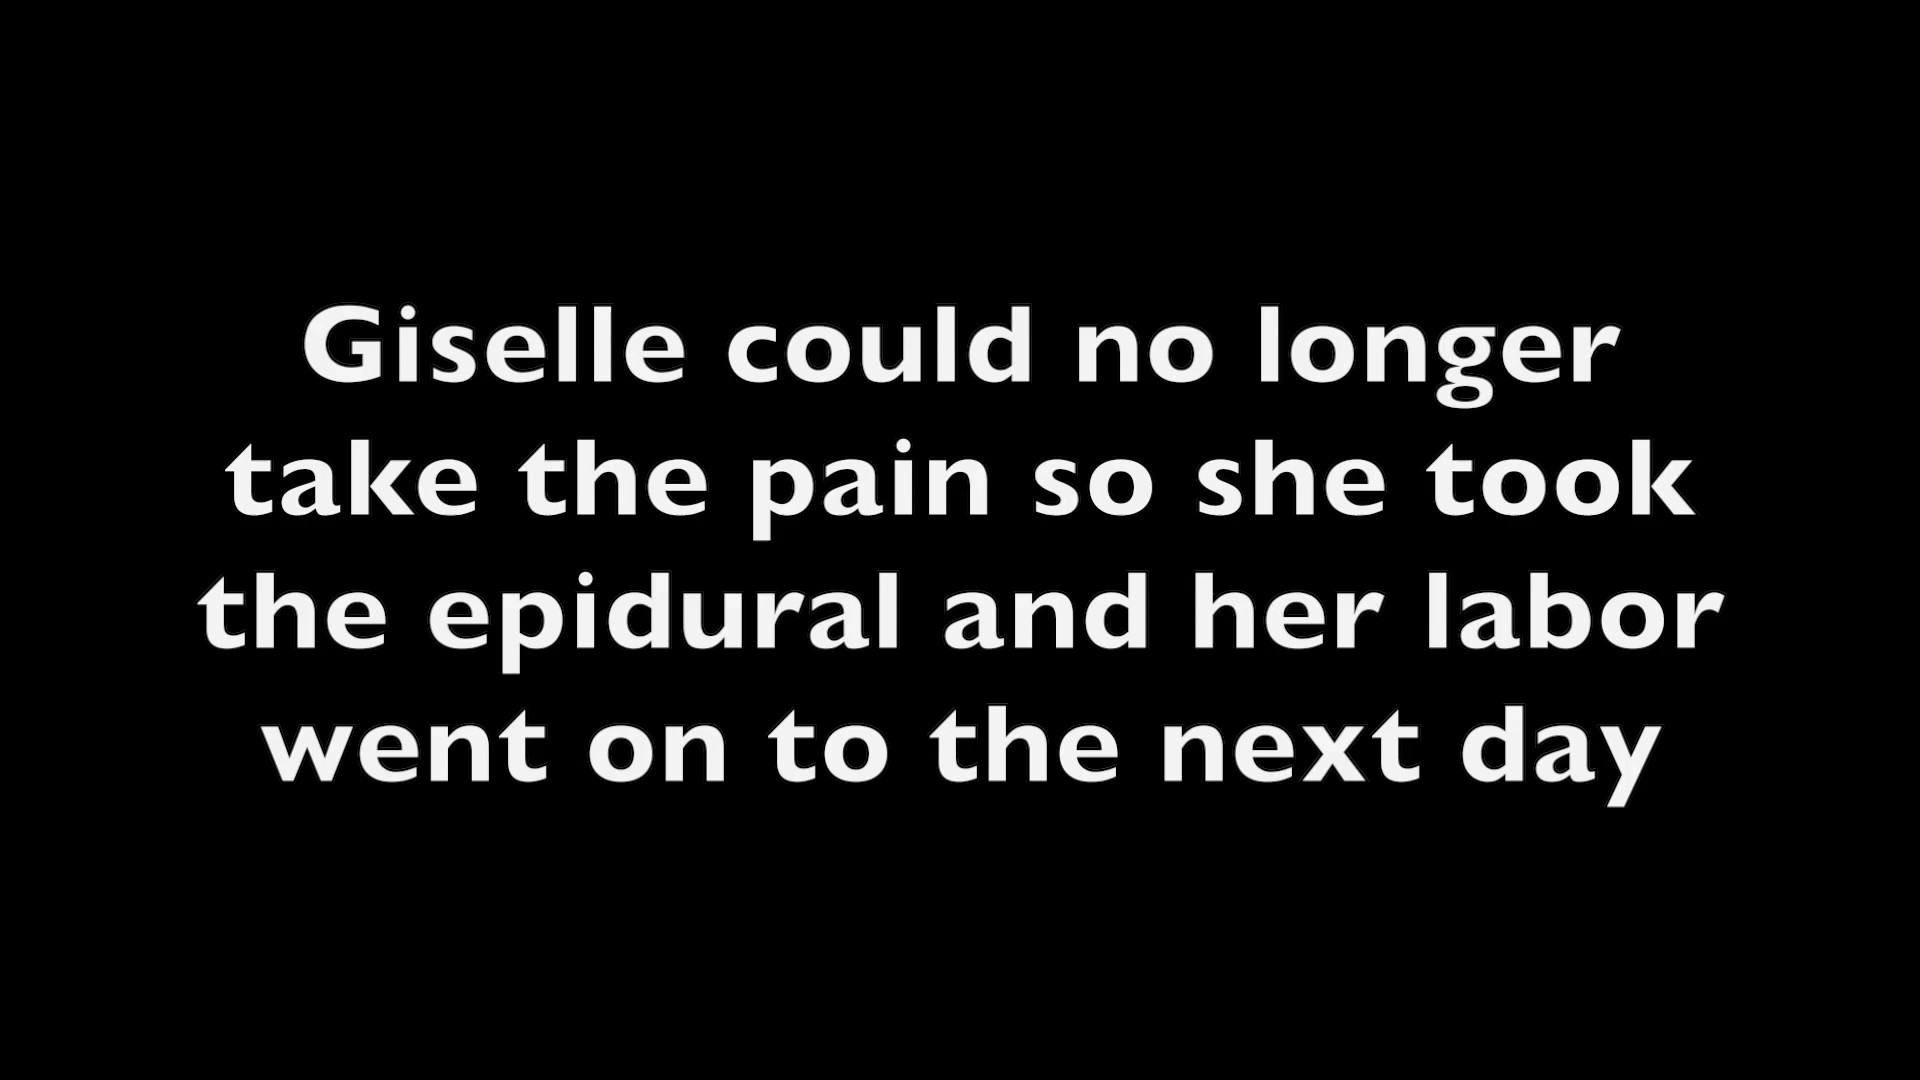 Giselle could no longer
take the pain so she took
the epidural and her labor
went on to the next day